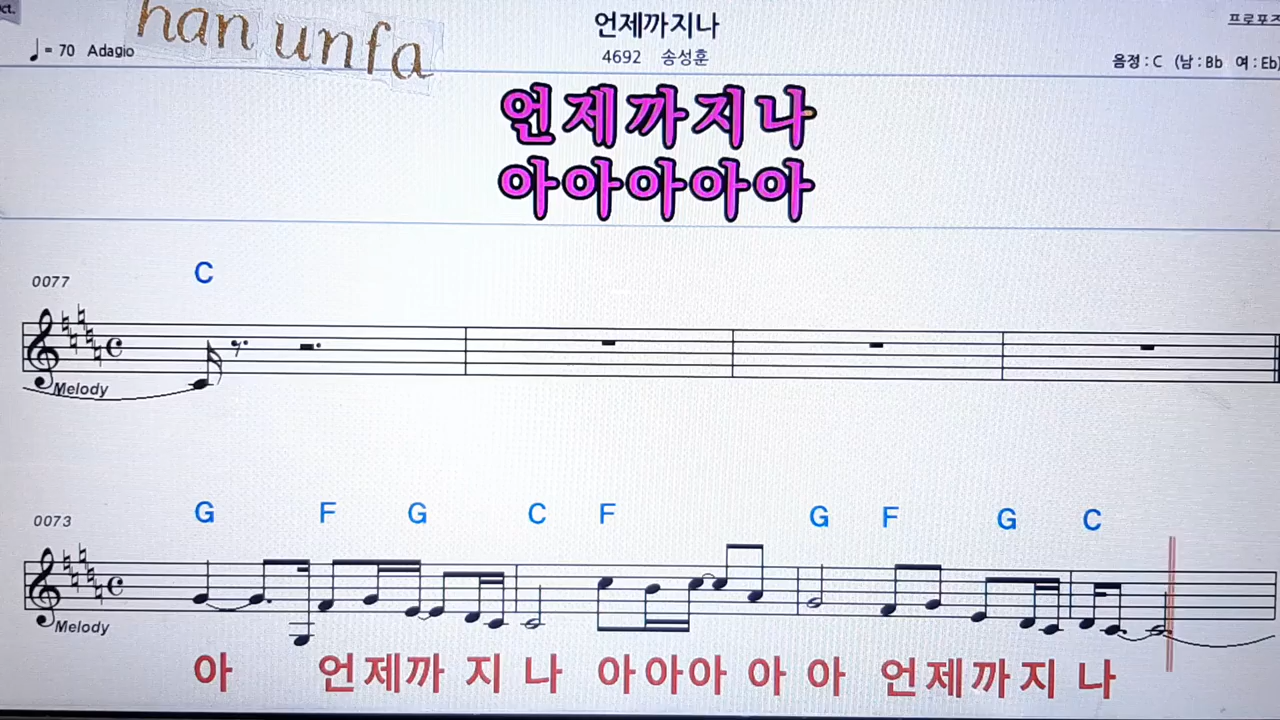 ct.
han unfa
언제까지나
프로포즈
♩= 70 Adagio
4692 송성훈
음정 : C (남 : Bb 여 : Eb)
언제까지나
아아아아아
0077
C
Melody
0073
G F G C F G F G C
Melody
아 언제까 지 나 아아아 아 아 언제까지 나